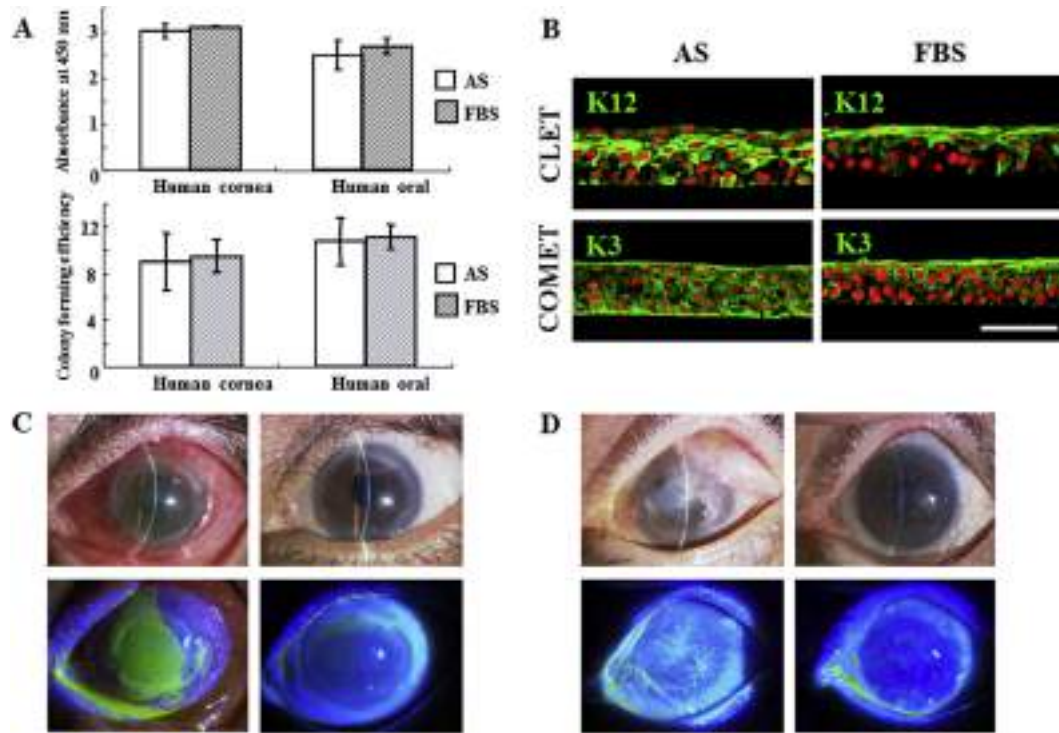 A
Absorbance at 450 nm
3
2
1
0
Human cornea
Human oral
AS
FBS
Colony forming efficiency
12
8
4
0
Human cornea
Human oral
AS
FBS
B
AS
FBS
CLET
K12
K12
COMET
K3
K3
C
D